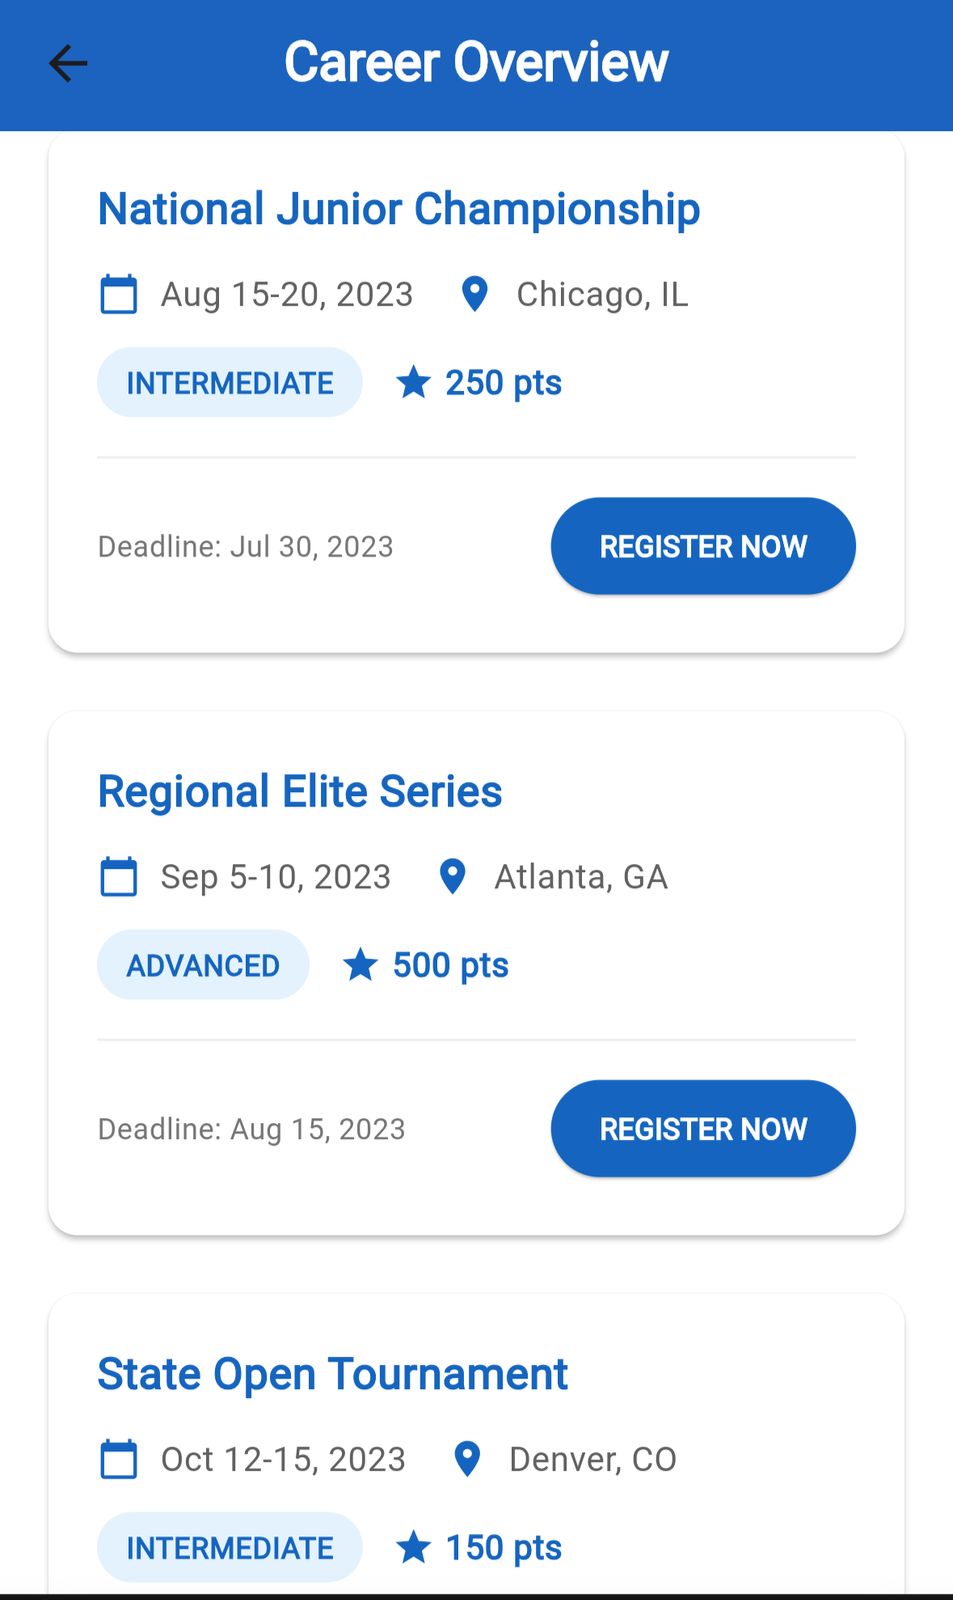 Career Overview
National Junior Championship
Aug 15-20, 2023 Chicago, IL
INTERMEDIATE 250 pts
Deadline: Jul 30, 2023 REGISTER NOW
Regional Elite Series
Sep 5-10, 2023 Atlanta, GA
ADVANCED 500 pts
Deadline: Aug 15, 2023 REGISTER NOW
State Open Tournament
Oct 12-15, 2023 Denver, CO
INTERMEDIATE 150 pts